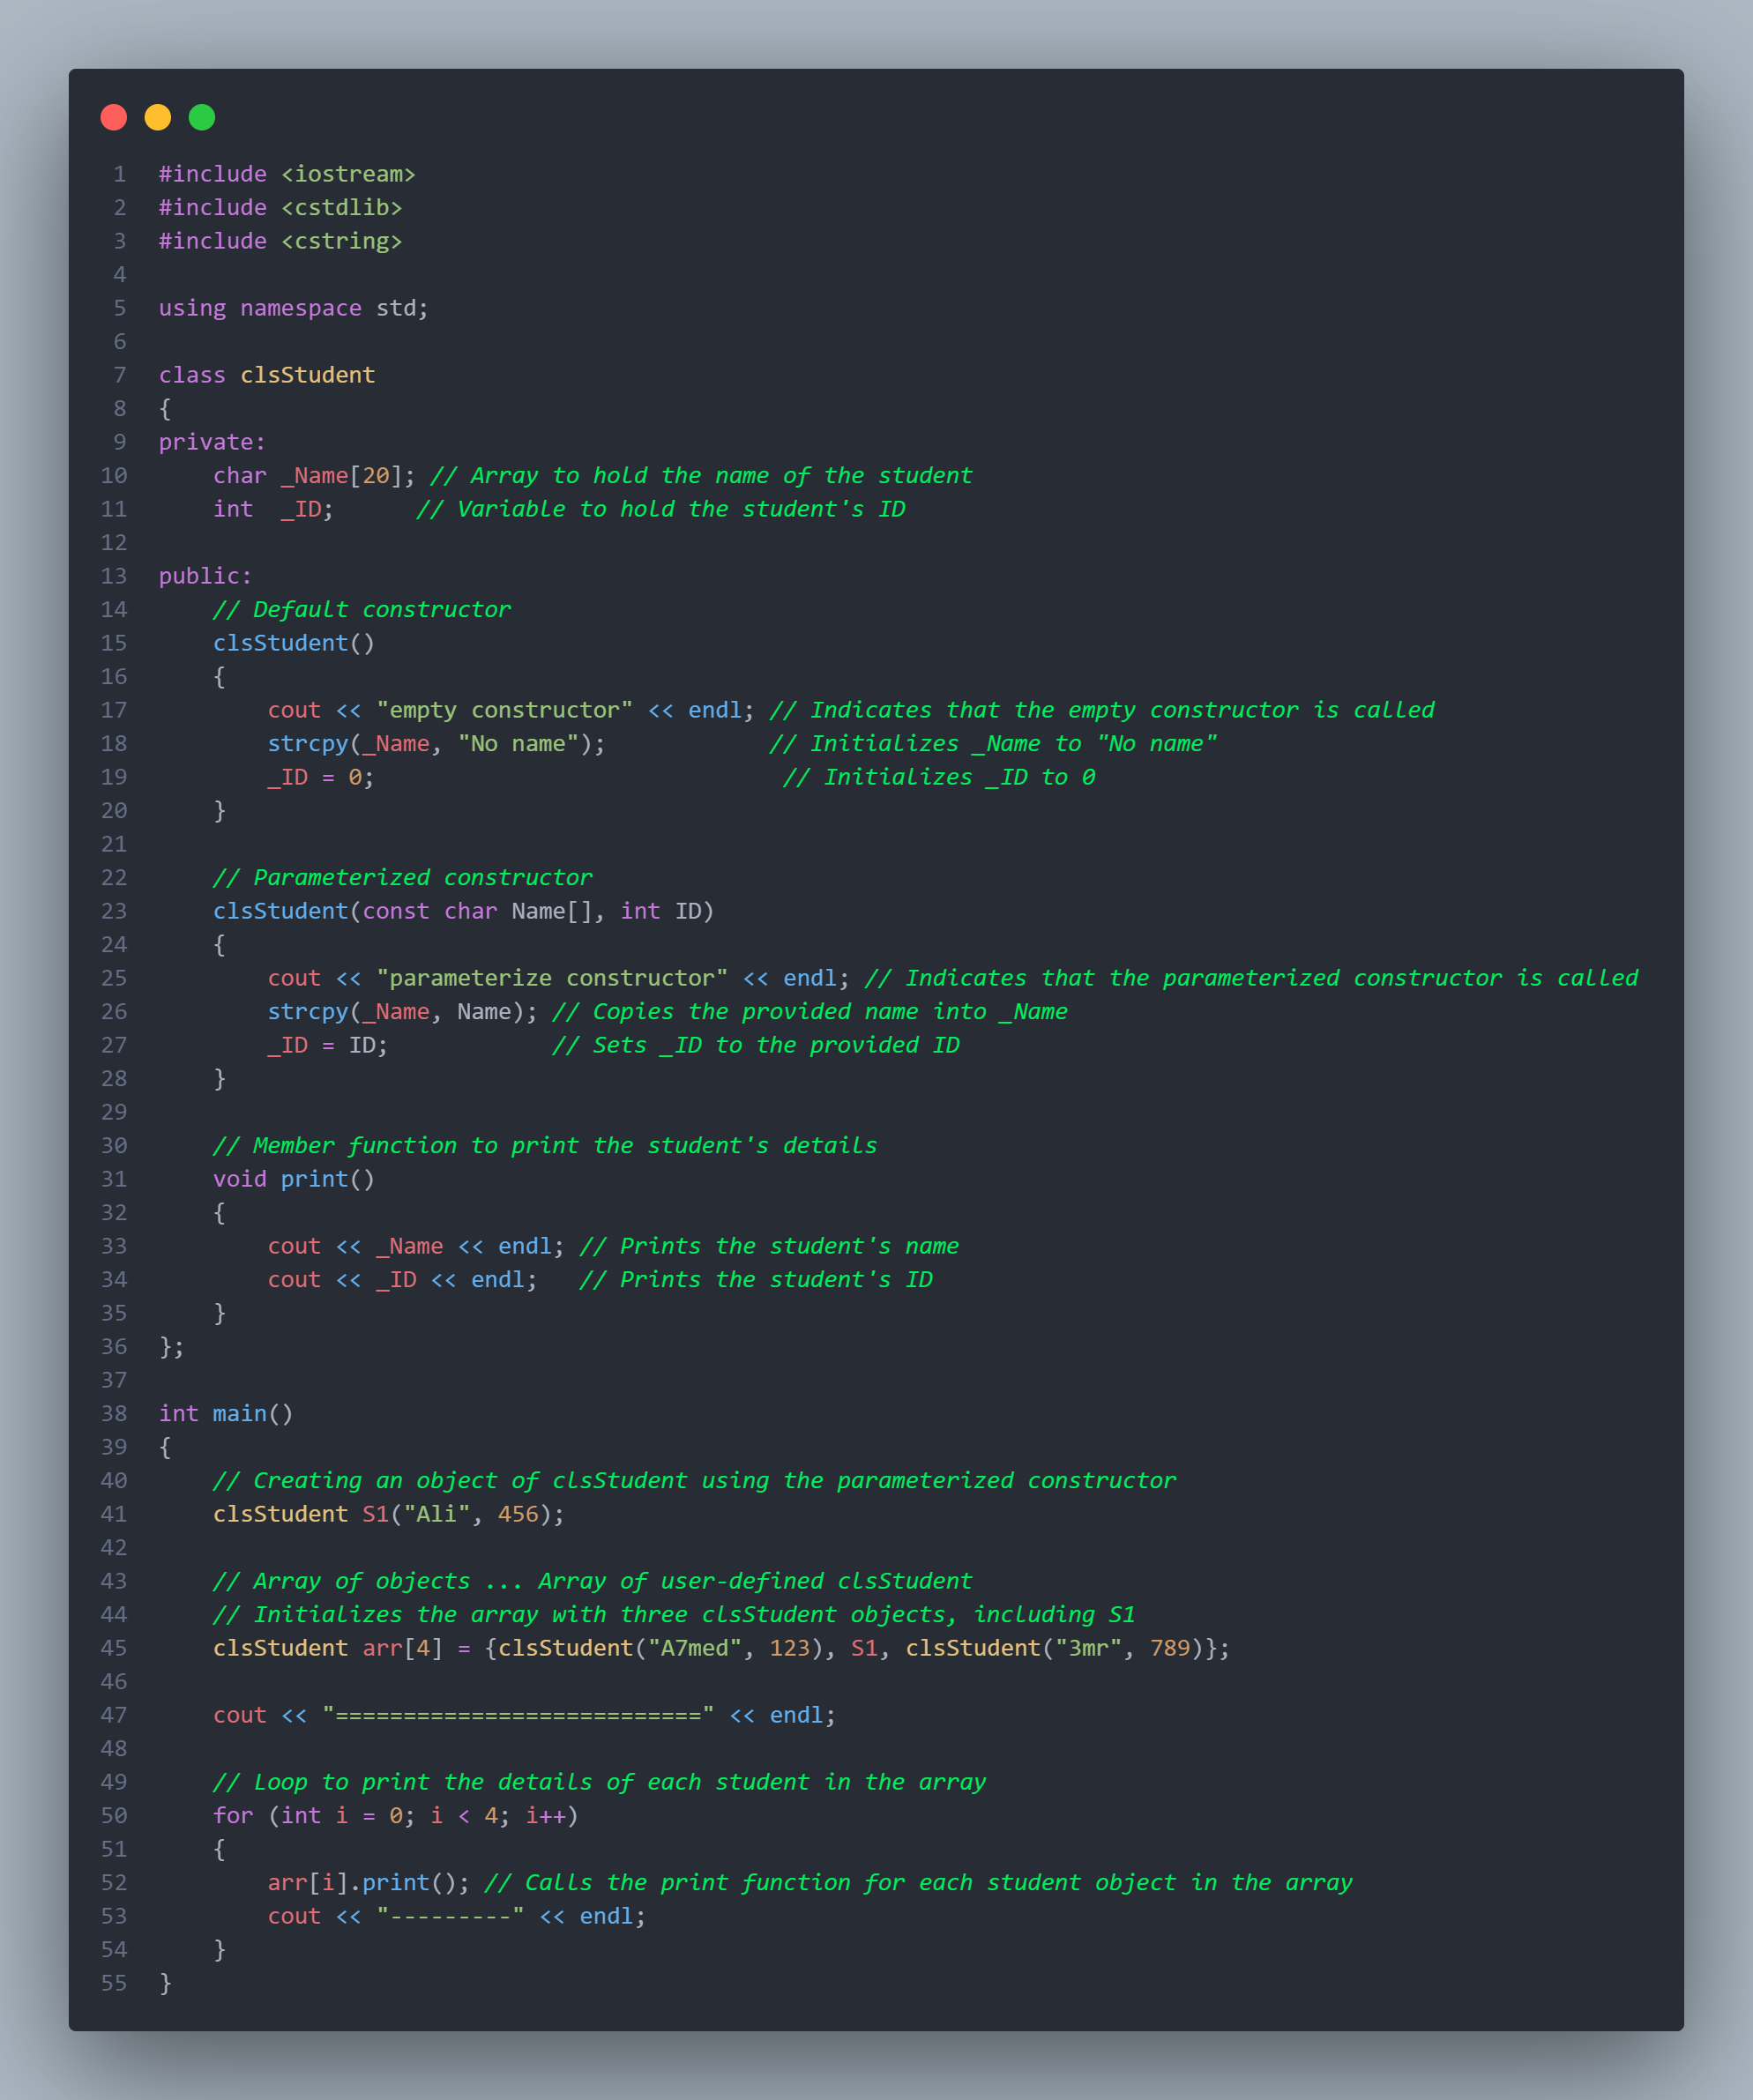 1 #include <iostream>
2 #include <cstdlib>
3 #include <cstring>
4
5 using namespace std;
6
7 class clsStudent
8 {
9 private:
10     char _Name[20]; // Array to hold the name of the student
11     int  _ID;      // Variable to hold the student's ID
12
13 public:
14     // Default constructor
15     clsStudent()
16     {
17         cout << "empty constructor" << endl; // Indicates that the empty constructor is called
18         strcpy(_Name, "No name");            // Initializes _Name to "No name"
19         _ID = 0;                              // Initializes _ID to 0
20     }
21
22     // Parameterized constructor
23     clsStudent(const char Name[], int ID)
24     {
25         cout << "parameterize constructor" << endl; // Indicates that the parameterized constructor is called
26         strcpy(_Name, Name); // Copies the provided name into _Name
27         _ID = ID;            // Sets _ID to the provided ID
28     }
29
30     // Member function to print the student's details
31     void print()
32     {
33         cout << _Name << endl; // Prints the student's name
34         cout << _ID << endl;   // Prints the student's ID
35     }
36 };
37
38 int main()
39 {
40     // Creating an object of clsStudent using the parameterized constructor
41     clsStudent S1("Ali", 456);
42
43     // Array of objects ... Array of user-defined clsStudent
44     // Initializes the array with three clsStudent objects, including S1
45     clsStudent arr[4] = {clsStudent("A7med", 123), S1, clsStudent("3mr", 789)};
46
47     cout << "===========================" << endl;
48
49     // Loop to print the details of each student in the array
50     for (int i = 0; i < 4; i++)
51     {
52         arr[i].print(); // Calls the print function for each student object in the array
53         cout << "---------" << endl;
54     }
55 }